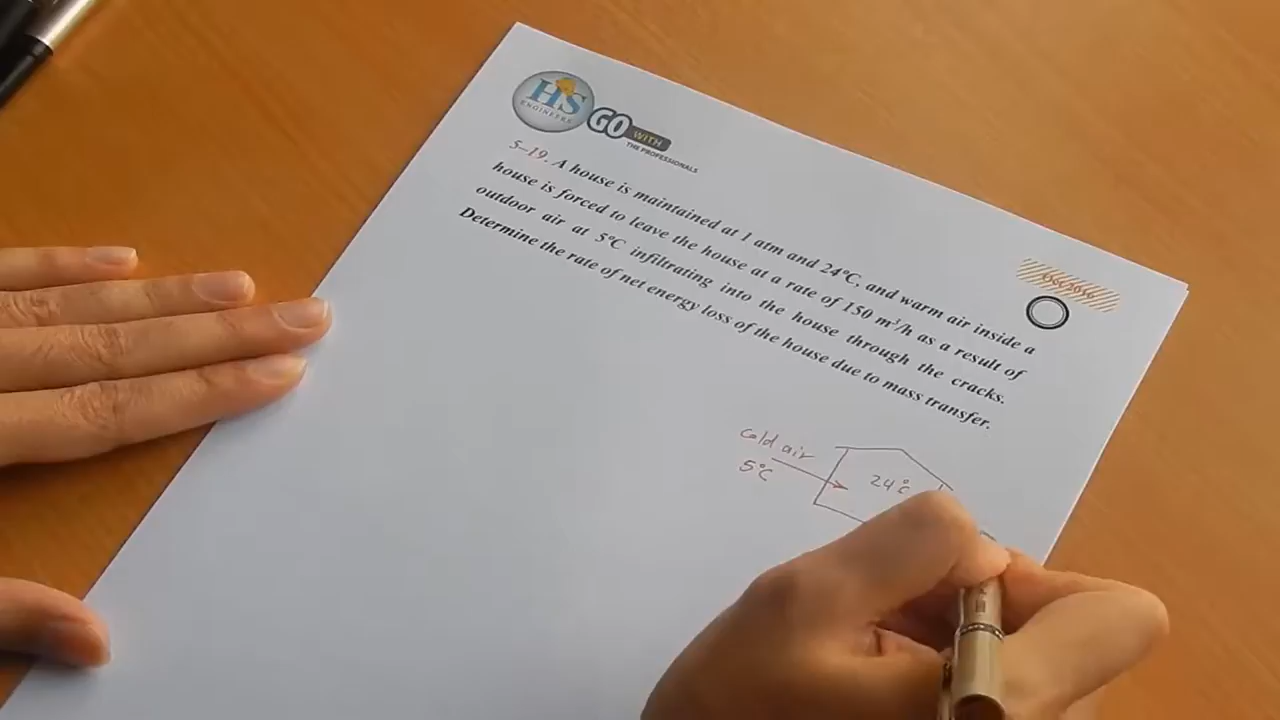 HS
ENGINEERS
GO WITH
THE PROFESSIONALS
5–19. A house is maintained at 1 atm and 24°C, and warm air inside a
house is forced to leave the house at a rate of 150 m³/h as a result of
outdoor air at 5°C infiltrating into the house through the cracks.
Determine the rate of net energy loss of the house due to mass transfer.
Cold air
5°C
24°C